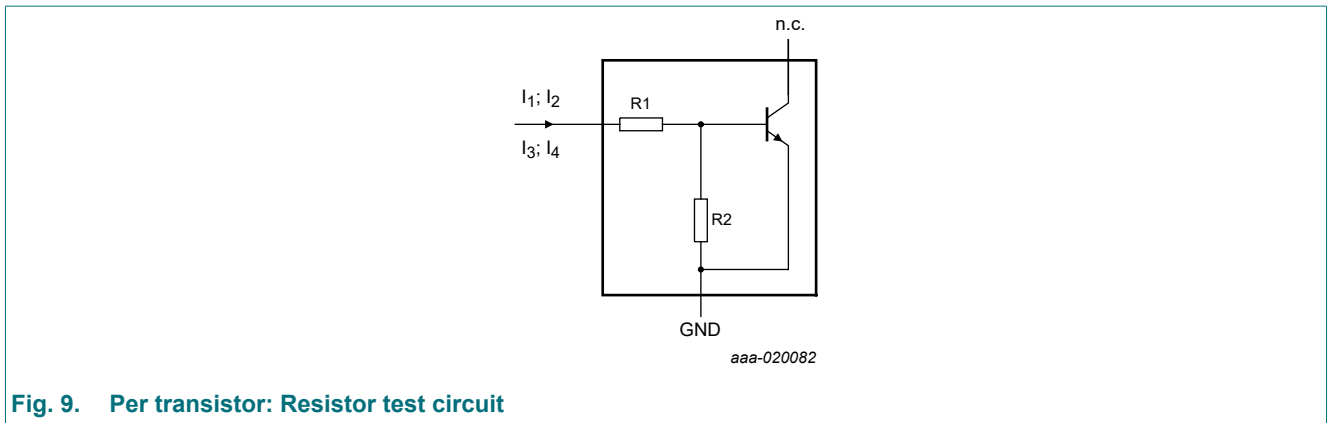 n.c.
I1; I2
R1
I3; I4
R2
GND
aaa-020082
Fig. 9. Per transistor: Resistor test circuit